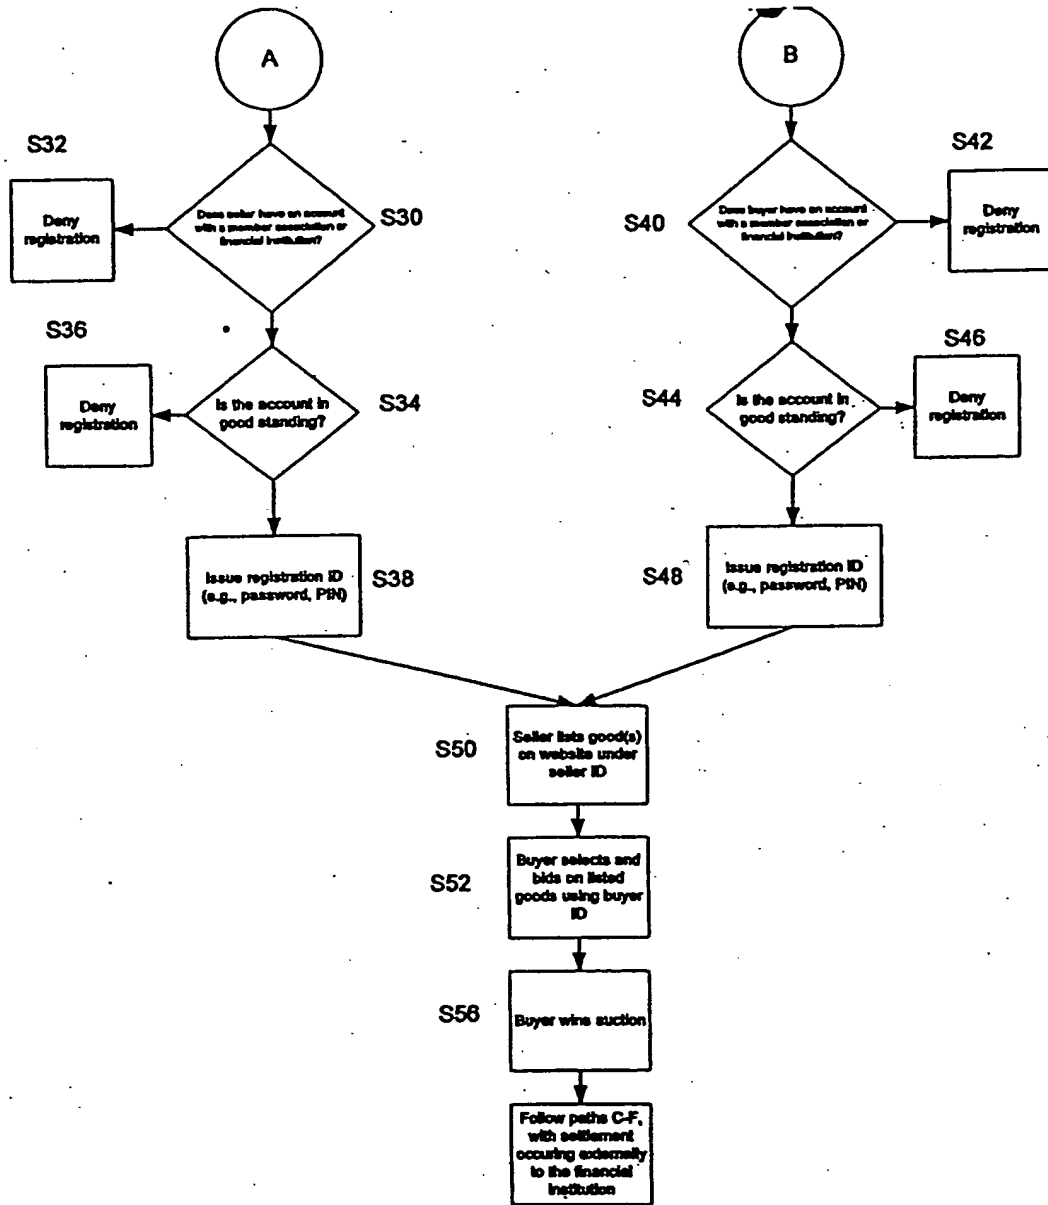 A
B
S32
S42
Does seller have an account
with a member association or
financial institution?
S30
Deny
registration
S40
Does buyer have an account
with a member association or
financial institution?
Deny
registration
S36
S46
Deny
registration
Is the account in
good standing?
S34
S44
Is the account in
good standing?
Deny
registration
Issue registration ID
(e.g., password, PIN)
S38
S48
Issue registration ID
(e.g., password, PIN)
S50
Seller lists good(s)
on website under
seller ID
S52
Buyer selects and
bids on listed
goods using buyer
ID
S56
Buyer wins auction
Follow paths C-F,
with settlement
occuring externally
to the financial
institution